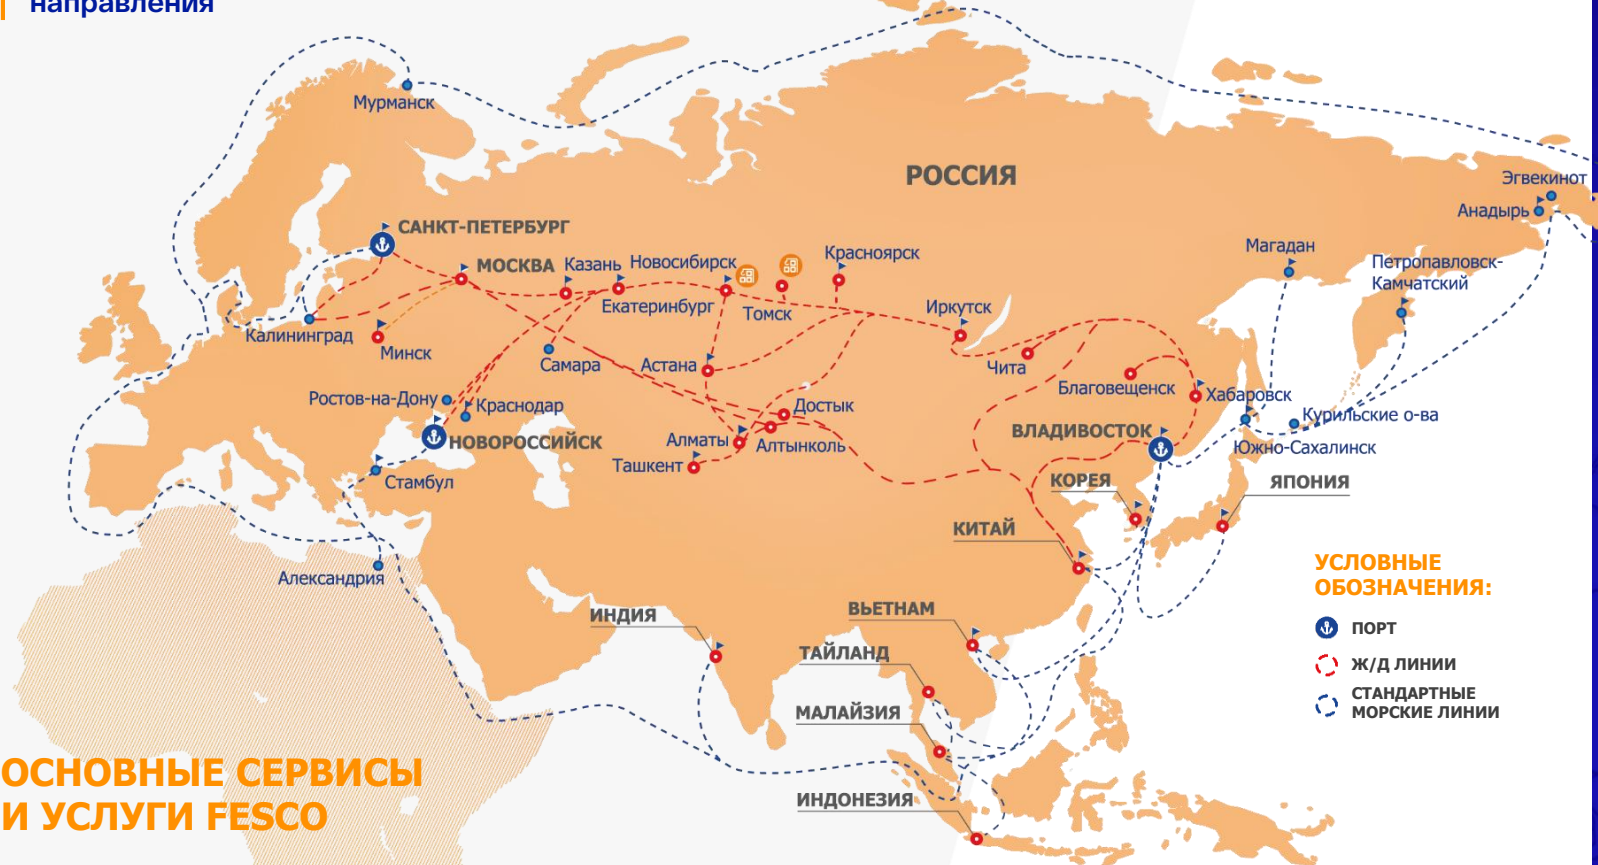 направления
Мурманск
РОССИЯ
Эгвекинот
Анадырь
САНКТ-ПЕТЕРБУРГ
МОСКВА
Казань
Новосибирск
Красноярск
Магадан
Петропавловск-
Камчатский
Екатеринбург
Томск
Иркутск
Калининград
Минск
Самара
Астана
Чита
Благовещенск
Хабаровск
Ростов-на-Дону
Краснодар
Достык
Курильские о-ва
НОВОРОССИЙСК
Алматы
Алтынколь
ВЛАДИВОСТОК
Южно-Сахалинск
Ташкент
Стамбул
КОРЕЯ
ЯПОНИЯ
КИТАЙ
Александрия
УСЛОВНЫЕ
ОБОЗНАЧЕНИЯ:
ПОРТ
Ж/Д ЛИНИИ
СТАНДАРТНЫЕ
МОРСКИЕ ЛИНИИ
ИНДИЯ
ВЬЕТНАМ
ТАЙЛАНД
МАЛАЙЗИЯ
ИНДОНЕЗИЯ
ОСНОВНЫЕ СЕРВИСЫ
И УСЛУГИ FESCO